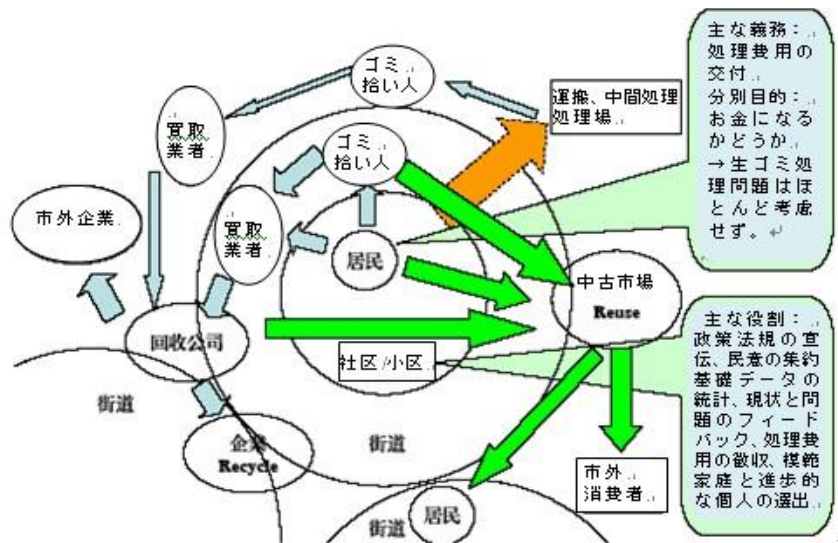 ゴミ
拾い人
買取
業者
ゴミ
拾い人
買取
業者
市外企業
居民
回収公司
社区/小区
街道
企業
Recycle
街道
街道
居民
運搬、中間処理
処理場
中古市場
Reuse
市外
消費者
主な義務：
処理費用の
交付
分別目的：
お金になる
かどうか
→生ゴミ処
理問題はほ
とんど考慮
せず。
主な役割：
政策法規の宣
伝、民意の集約
基礎データの
統計、現状と問
題のフィード
バック、処理費
用の徴収、模範
家庭と進歩的
な個人の選出